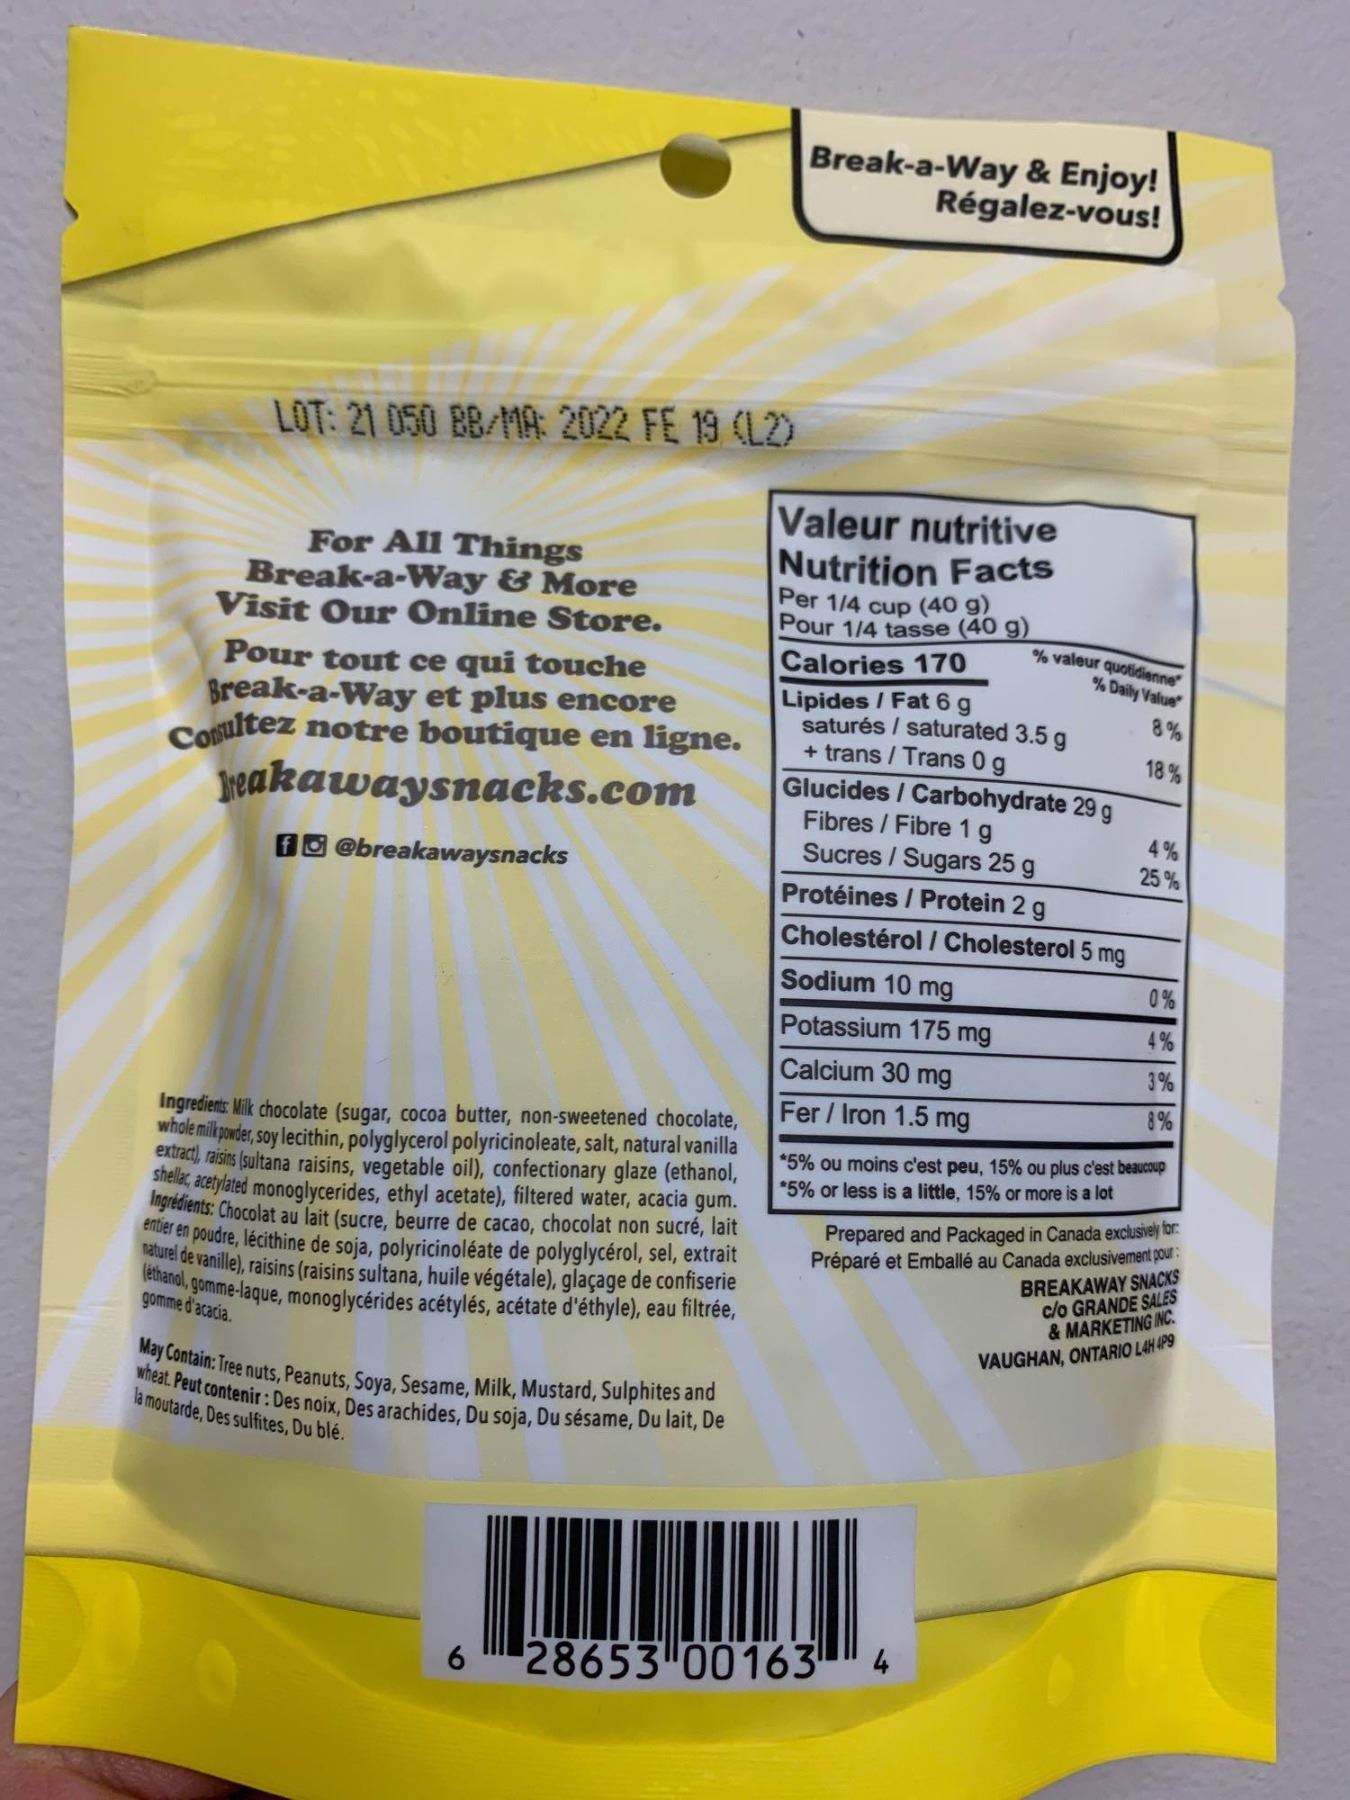 Break-a-Way & Enjoy!
Régalez-vous!
LOT: 21 050 BB/MA: 2022 FE 19 (L2)
For All Things
Break-a-Way & More
Visit Our Online Store.
Pour tout ce qui touche
Break-a-Way et plus encore
Consultez notre boutique en ligne.
Breakawaysnacks.com
@breakawaysnacks
Valeur nutritive
Nutrition Facts
Per 1/4 cup (40 g)
Pour 1/4 tasse (40 g)
% valeur quotidienne*
Calories 170 % Daily Value*
Lipides / Fat 6 g 8 %
saturés / saturated 3.5 g
+ trans / Trans 0 g 18 %
Glucides / Carbohydrate 29 g
Fibres / Fibre 1 g 4 %
Sucres / Sugars 25 g 25 %
Protéines / Protein 2 g
Cholestérol / Cholesterol 5 mg
Sodium 10 mg 0 %
Potassium 175 mg 4 %
Calcium 30 mg 3 %
Fer / Iron 1.5 mg 8 %
*5% ou moins c'est peu, 15% ou plus c'est beaucoup
*5% or less is a little, 15% or more is a lot
Ingredients: Milk chocolate (sugar, cocoa butter, non-sweetened chocolate,
whole milk powder, soy lecithin, polyglycerol polyricinoleate, salt, natural vanilla
extract), raisins (sultana raisins, vegetable oil), confectionary glaze (ethanol,
shellac, acetylated monoglycerides, ethyl acetate), filtered water, acacia gum.
Ingrédients: Chocolat au lait (sucre, beurre de cacao, chocolat non sucré, lait
entier en poudre, lécithine de soja, polyricinoléate de polyglycérol, sel, extrait
naturel de vanille), raisins (raisins sultana, huile végétale), glaçage de confiserie
(éthanol, gomme-laque, monoglycérides acétylés, acétate d'éthyle), eau filtrée,
gomme d'acacia.
May Contain: Tree nuts, Peanuts, Soya, Sesame, Milk, Mustard, Sulphites and
wheat. Peut contenir : Des noix, Des arachides, Du soja, Du sésame, Du lait, De
la moutarde, Des sulfites, Du blé.
Prepared and Packaged in Canada exclusively for:
Préparé et Emballé au Canada exclusivement pour :
BREAKAWAY SNACKS
c/o GRANDE SALES
& MARKETING INC.
VAUGHAN, ONTARIO L4H 4P9
6 28653 00163 4